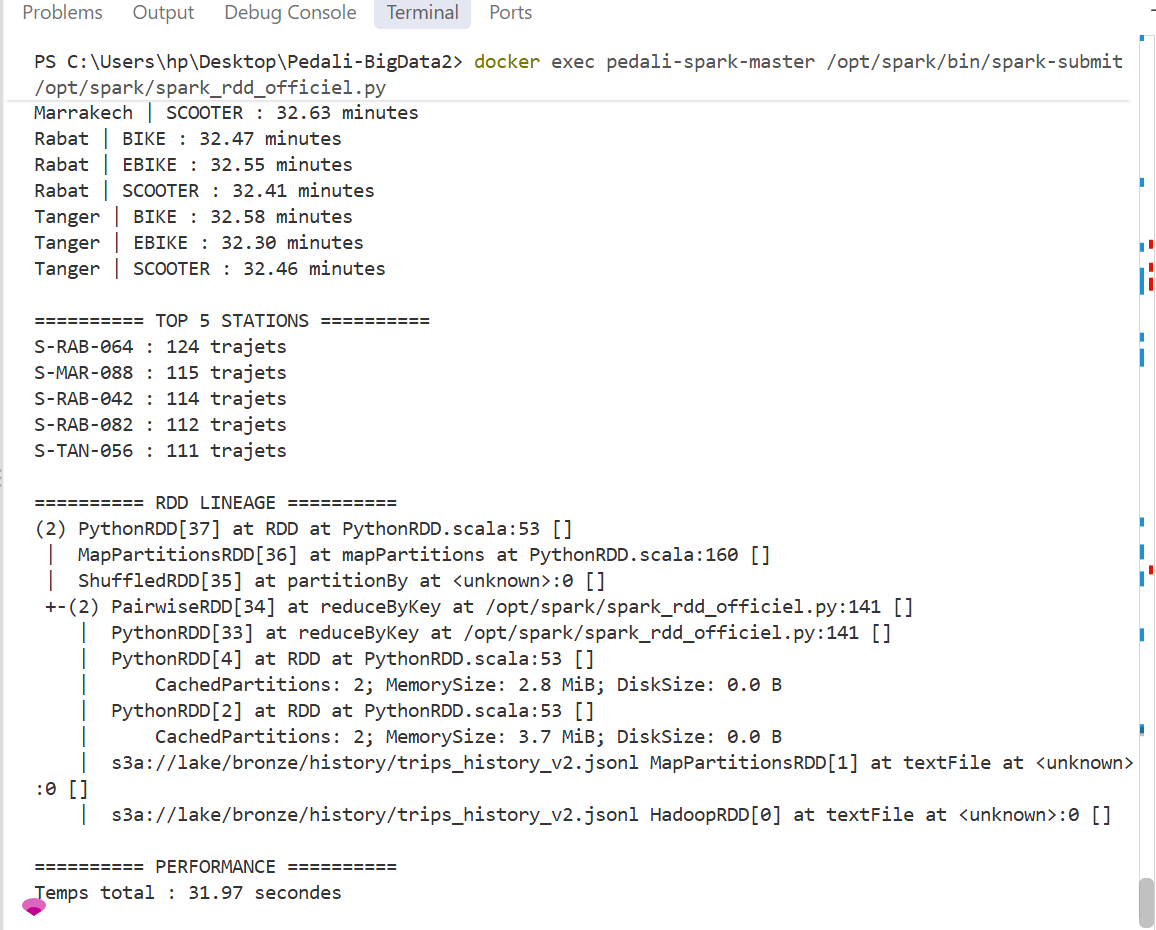 Problems Output Debug Console Terminal Ports
PS C:\Users\hp\Desktop\Pedali-BigData2> docker exec pedali-spark-master /opt/spark/bin/spark-submit
/opt/spark/spark_rdd_officiel.py
Marrakech | SCOOTER : 32.63 minutes
Rabat | BIKE : 32.47 minutes
Rabat | EBIKE : 32.55 minutes
Rabat | SCOOTER : 32.41 minutes
Tanger | BIKE : 32.58 minutes
Tanger | EBIKE : 32.30 minutes
Tanger | SCOOTER : 32.46 minutes
========== TOP 5 STATIONS ==========
S-RAB-064 : 124 trajets
S-MAR-088 : 115 trajets
S-RAB-042 : 114 trajets
S-RAB-082 : 112 trajets
S-TAN-056 : 111 trajets
========== RDD LINEAGE ==========
(2) PythonRDD[37] at RDD at PythonRDD.scala:53 []
 |  MapPartitionsRDD[36] at mapPartitions at PythonRDD.scala:160 []
 |  ShuffledRDD[35] at partitionBy at <unknown>:0 []
 +-(2) PairwiseRDD[34] at reduceByKey at /opt/spark/spark_rdd_officiel.py:141 []
    |  PythonRDD[33] at reduceByKey at /opt/spark/spark_rdd_officiel.py:141 []
    |  PythonRDD[4] at RDD at PythonRDD.scala:53 []
    |      CachedPartitions: 2; MemorySize: 2.8 MiB; DiskSize: 0.0 B
    |  PythonRDD[2] at RDD at PythonRDD.scala:53 []
    |      CachedPartitions: 2; MemorySize: 3.7 MiB; DiskSize: 0.0 B
    |  s3a://lake/bronze/history/trips_history_v2.jsonl MapPartitionsRDD[1] at textFile at <unknown>
:0 []
    |  s3a://lake/bronze/history/trips_history_v2.jsonl HadoopRDD[0] at textFile at <unknown>:0 []
========== PERFORMANCE ==========
Temps total : 31.97 secondes